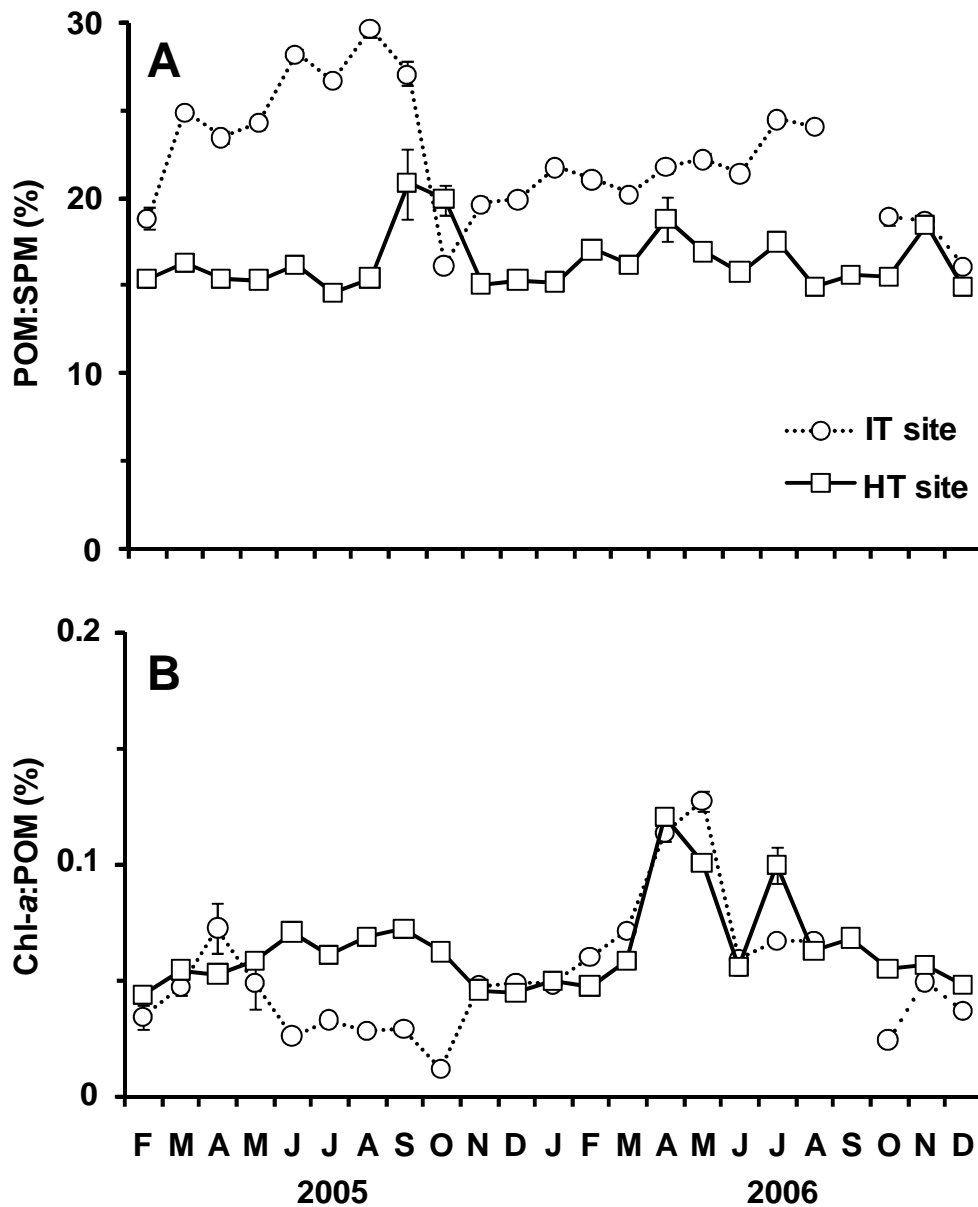 A
30
20
10
0
POM:SPM (%)
IT site
HT site
B
0.2
0.1
0
Chl-a:POM (%)
F M A M J J A S O N D J F M A M J J A S O N D
2005 2006